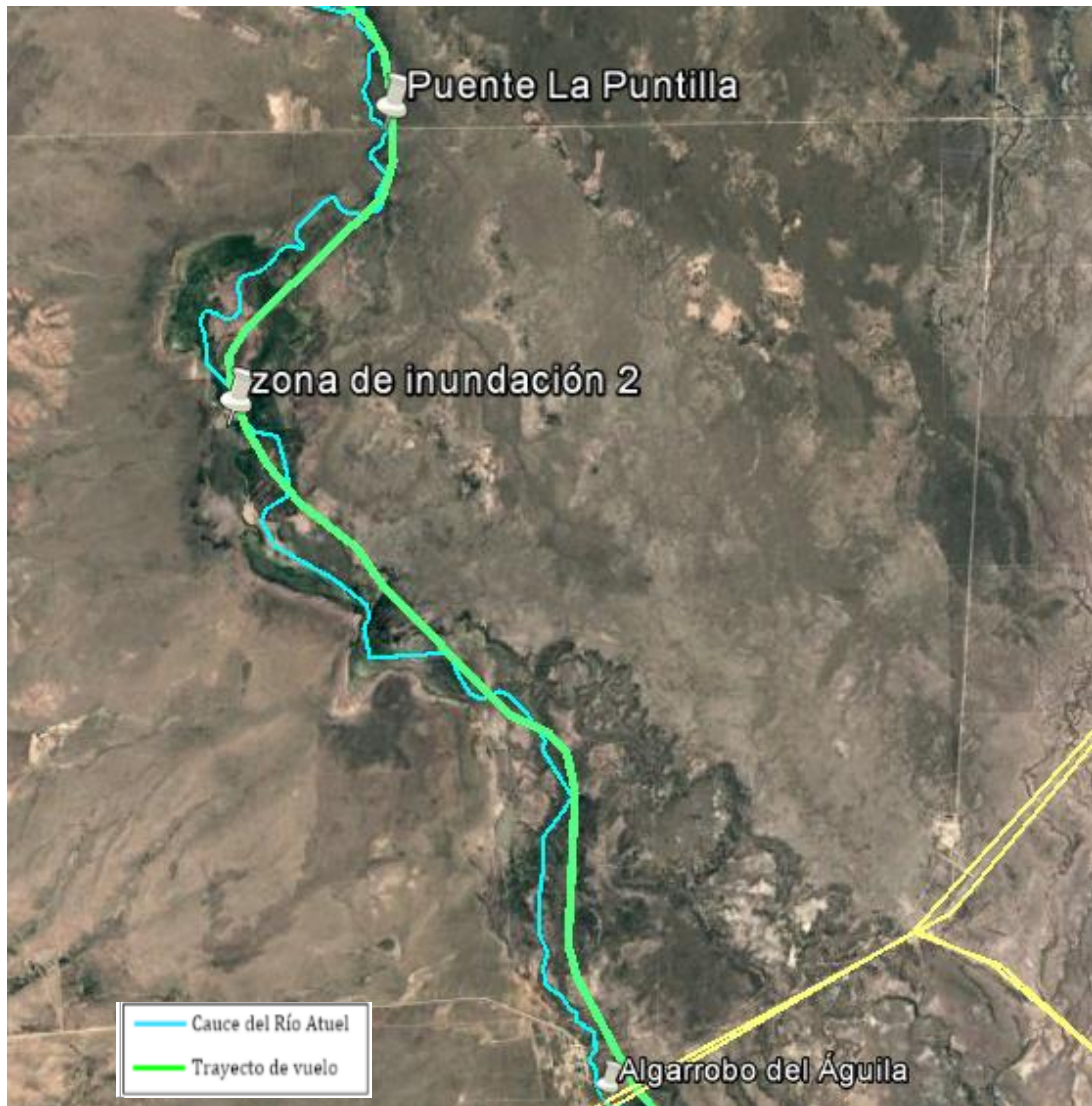 Puente La Puntilla
zona de inundación 2
Algarrobo del Águila
Cauce del Río Atuel
Trayecto de vuelo